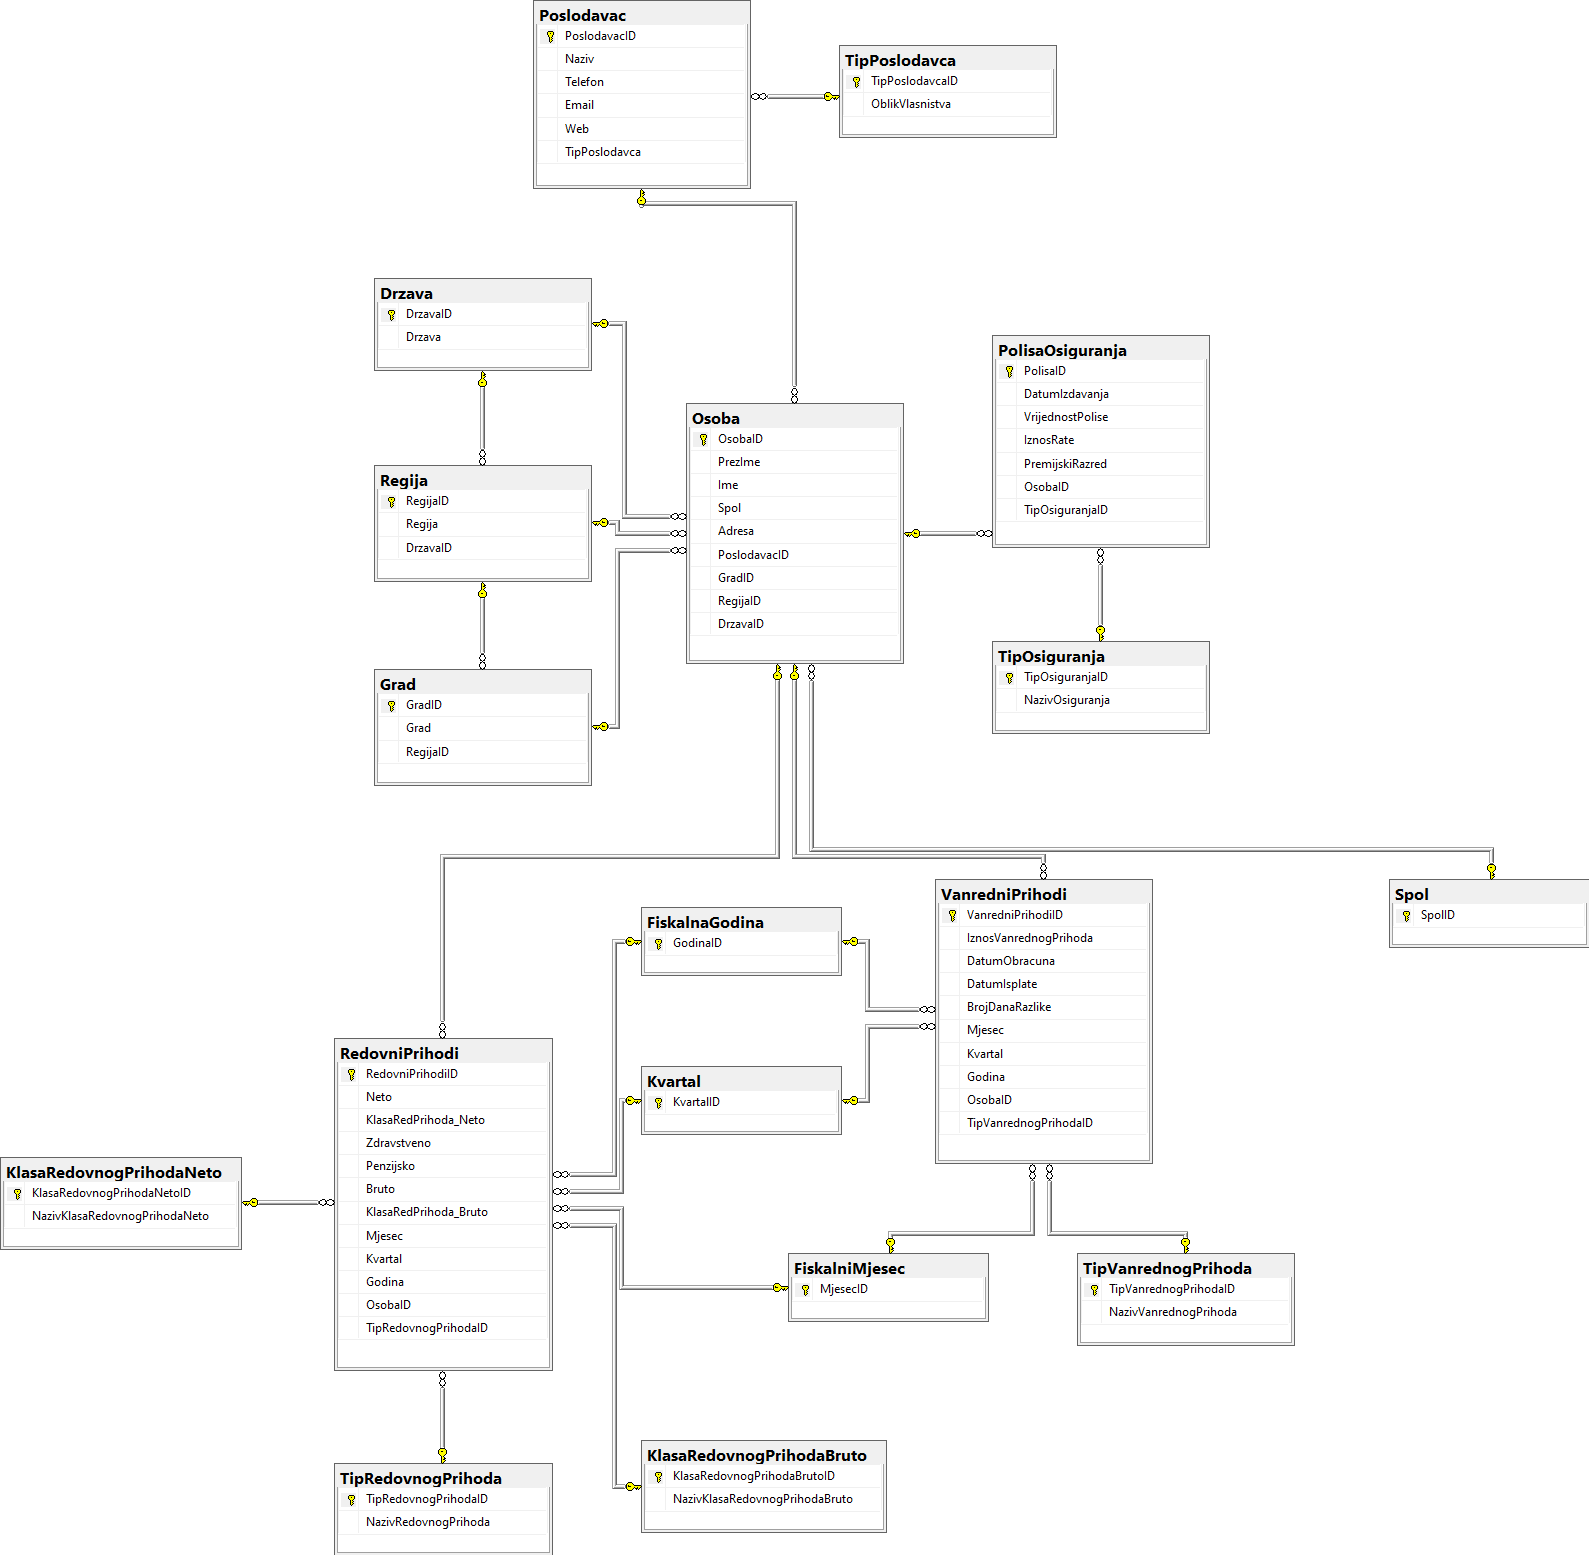 Poslodavac
PoslodavacID
Naziv
Telefon
Email
Web
TipPoslodavca
TipPoslodavca
TipPoslodavcaID
OblikVlasnistva
Drzava
DrzavaID
Drzava
PolisaOsiguranja
PolisaID
DatumIzdavanja
VrijednostPolise
IznosRate
PremijskiRazred
OsobaID
TipOsiguranjaID
Osoba
OsobaID
PrezIme
Ime
Spol
Adresa
PoslodavacID
GradID
RegijaID
DrzavaID
Regija
RegijaID
Regija
DrzavaID
TipOsiguranja
TipOsiguranjaID
NazivOsiguranja
Grad
GradID
Grad
RegijaID
VanredniPrihodi
VanredniPrihodiID
IznosVanrednogPrihoda
DatumObracuna
DatumIsplate
BrojDanaRazlike
Mjesec
Kvartal
Godina
OsobaID
TipVanrednogPrihodaID
Spol
SpolID
FiskalnaGodina
GodinaID
Kvartal
KvartalID
RedovniPrihodi
RedovniPrihodiID
Neto
KlasaRedPrihoda_Neto
Zdravstveno
Penzijsko
Bruto
KlasaRedPrihoda_Bruto
Mjesec
Kvartal
Godina
OsobaID
TipRedovnogPrihodaID
KlasaRedovnogPrihodaNeto
KlasaRedovnogPrihodaNetoID
NazivKlasaRedovnogPrihodaNeto
FiskalniMjesec
MjesecID
TipVanrednogPrihoda
TipVanrednogPrihodaID
NazivVanrednogPrihoda
KlasaRedovnogPrihodaBruto
KlasaRedovnogPrihodaBrutoID
NazivKlasaRedovnogPrihodaBruto
TipRedovnogPrihoda
TipRedovnogPrihodaID
NazivRedovnogPrihoda